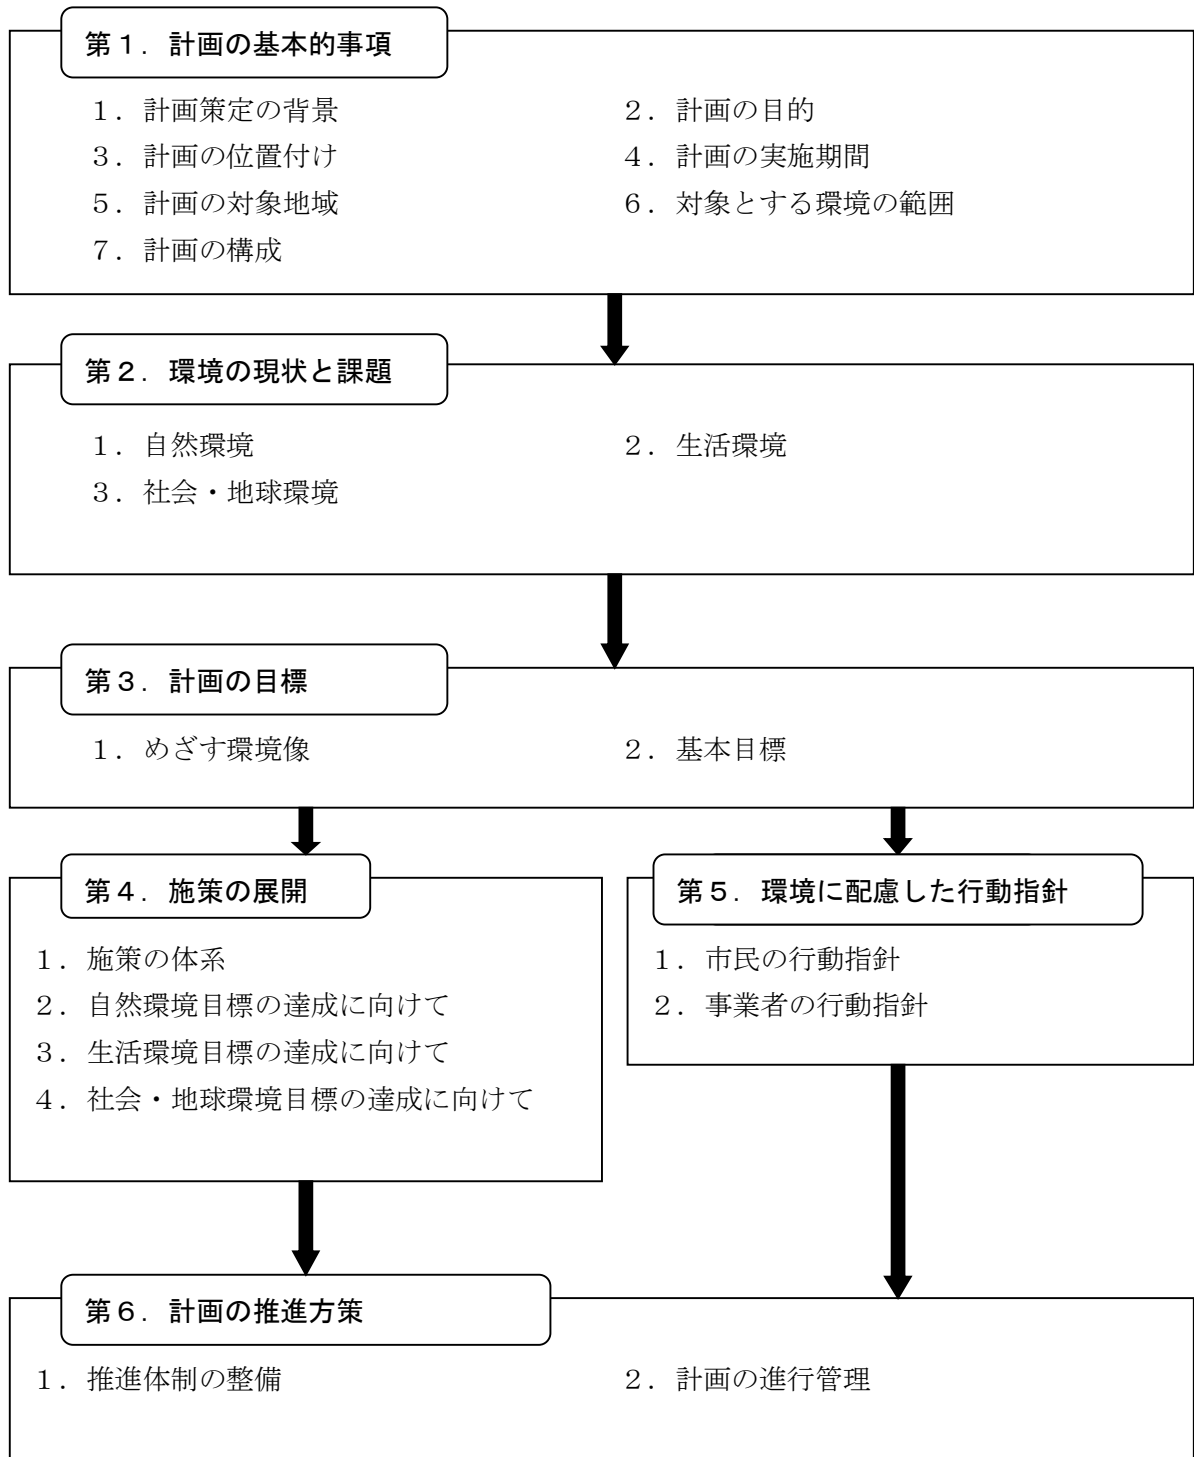 第１．計画の基本的事項
１．計画策定の背景
２．計画の目的
３．計画の位置付け
４．計画の実施期間
５．計画の対象地域
６．対象とする環境の範囲
７．計画の構成
第２．環境の現状と課題
１．自然環境
２．生活環境
３．社会・地球環境
第３．計画の目標
１．めざす環境像
２．基本目標
第４．施策の展開
１．施策の体系
２．自然環境目標の達成に向けて
３．生活環境目標の達成に向けて
４．社会・地球環境目標の達成に向けて
第５．環境に配慮した行動指針
１．市民の行動指針
２．事業者の行動指針
第６．計画の推進方策
１．推進体制の整備
２．計画の進行管理